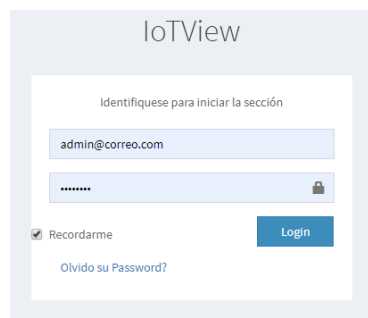 IoTView
Identifiquese para iniciar la sección
admin@correo.com
••••••••
Recordarme
Login
Olvido su Password?